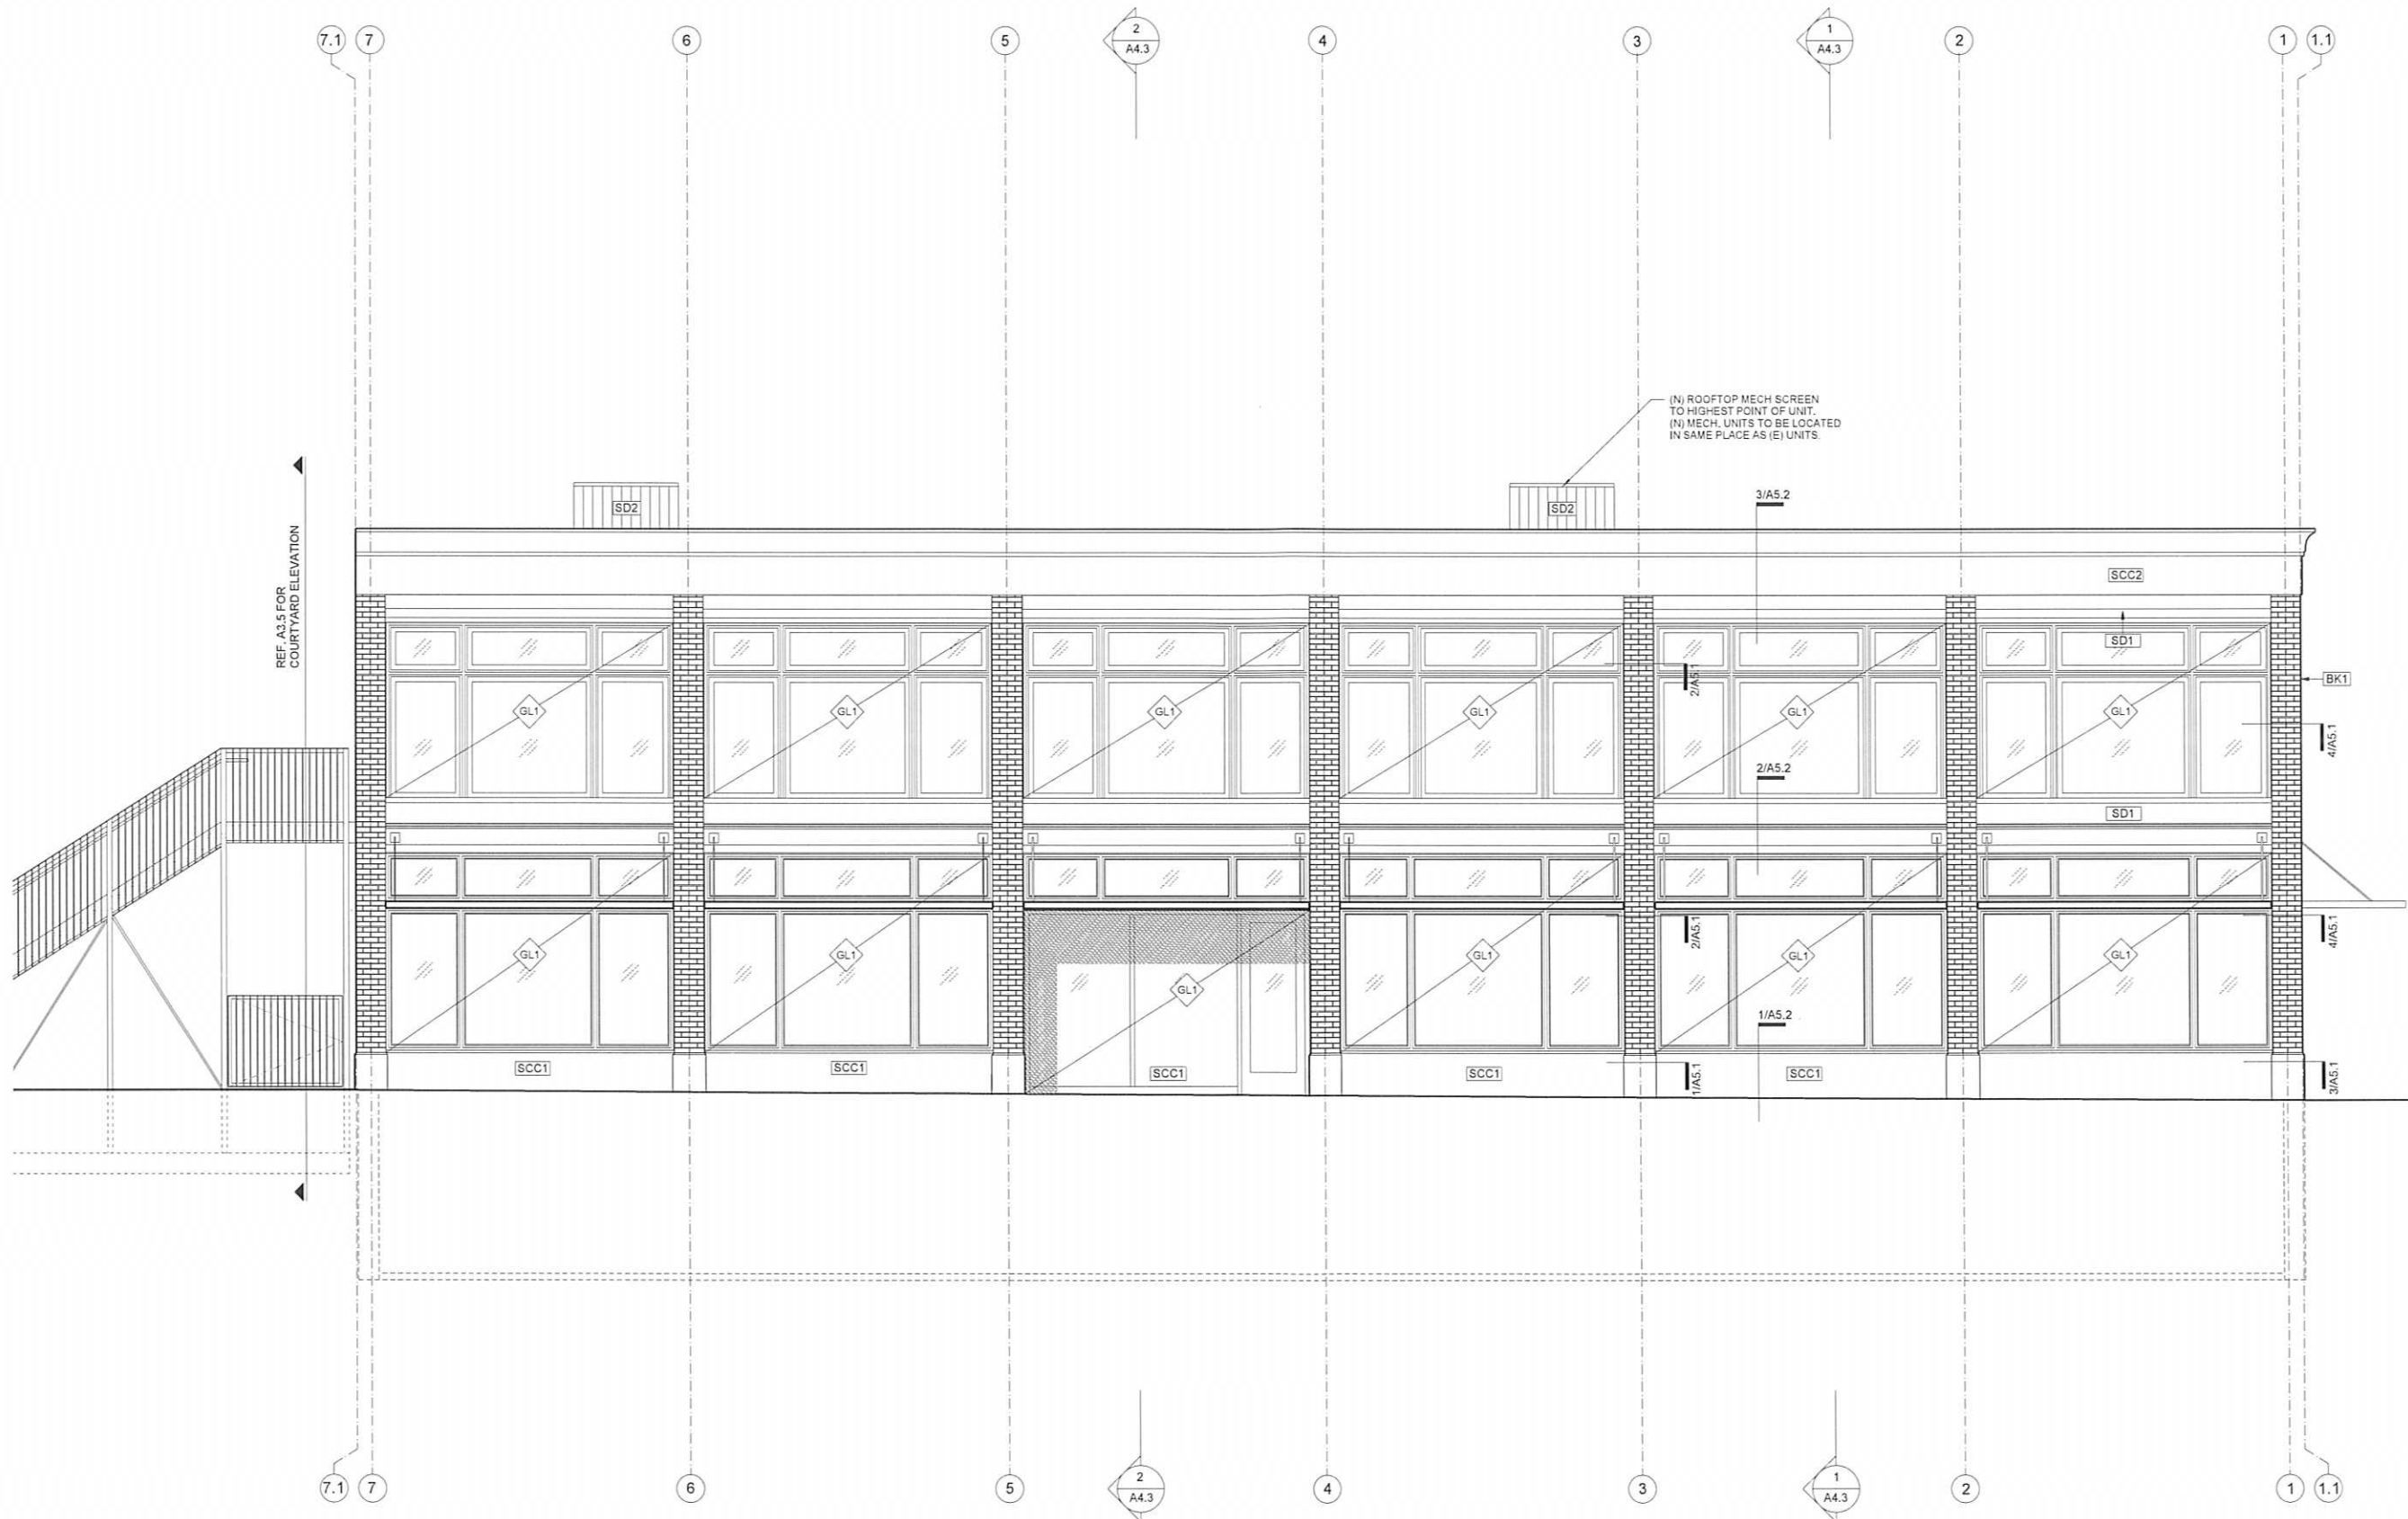 7.1 7 6 5 2 4 3 1 2 1 1.1
A4.3 A4.3
(N) ROOFTOP MECH SCREEN
TO HIGHEST POINT OF UNIT.
(N) MECH. UNITS TO BE LOCATED
IN SAME PLACE AS (E) UNITS.
REF. A3.5 FOR
COURTYARD ELEVATION
SD2 SD2 3/A5.2
SCC2
SD1
2/A5.1 BK1
GL1 GL1 GL1 GL1 GL1 GL1
4/A5.1
2/A5.2
SD1
2/A5.1 4/A5.1
GL1 GL1 GL1 GL1 GL1
GL1
1/A5.2
SCC1 SCC1 SCC1 SCC1 SCC1
1/A5.1 3/A5.1
7.1 7 6 5 2 4 3 1 2 1 1.1
A4.3 A4.3